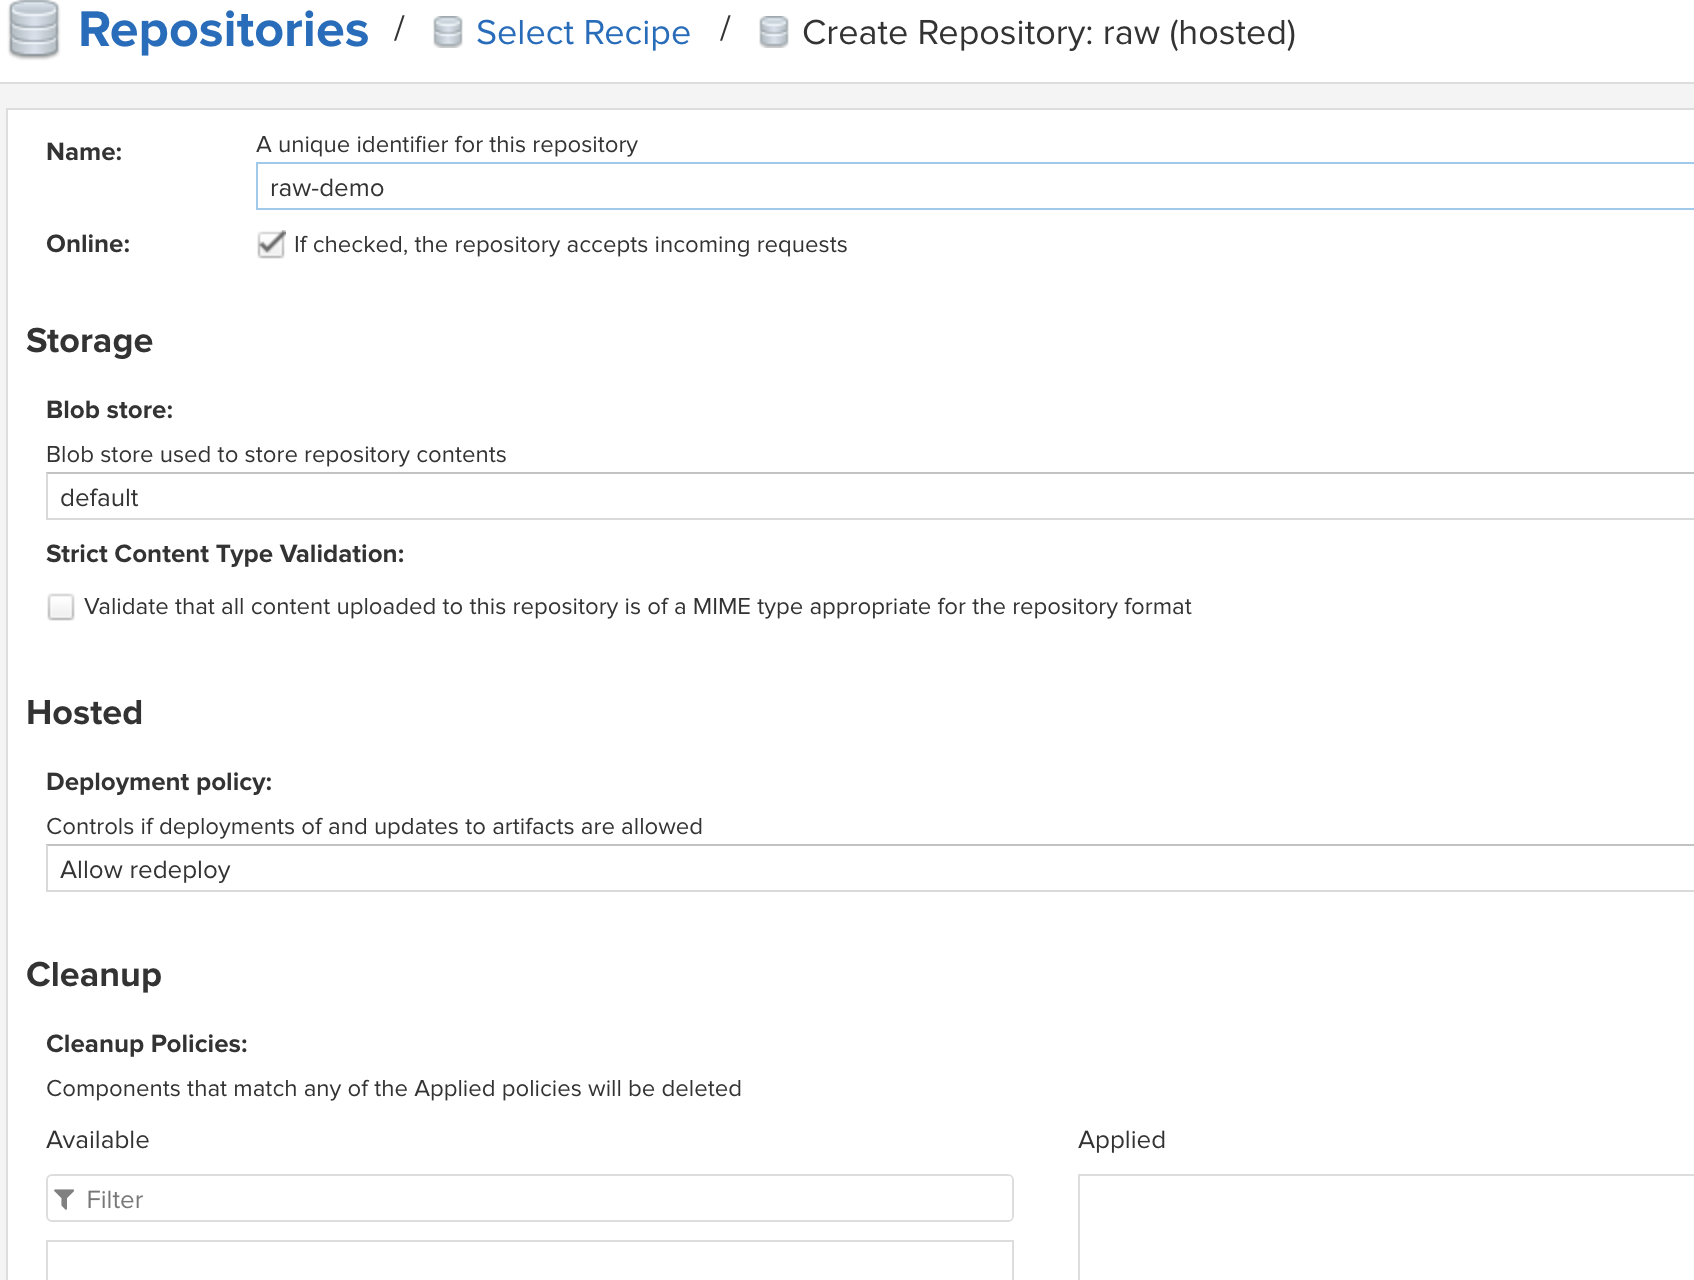 Repositories / Select Recipe / Create Repository: raw (hosted)
Name:
A unique identifier for this repository
raw-demo
Online:
If checked, the repository accepts incoming requests
Storage
Blob store:
Blob store used to store repository contents
default
Strict Content Type Validation:
Validate that all content uploaded to this repository is of a MIME type appropriate for the repository format
Hosted
Deployment policy:
Controls if deployments of and updates to artifacts are allowed
Allow redeploy
Cleanup
Cleanup Policies:
Components that match any of the Applied policies will be deleted
Available
Applied
Filter